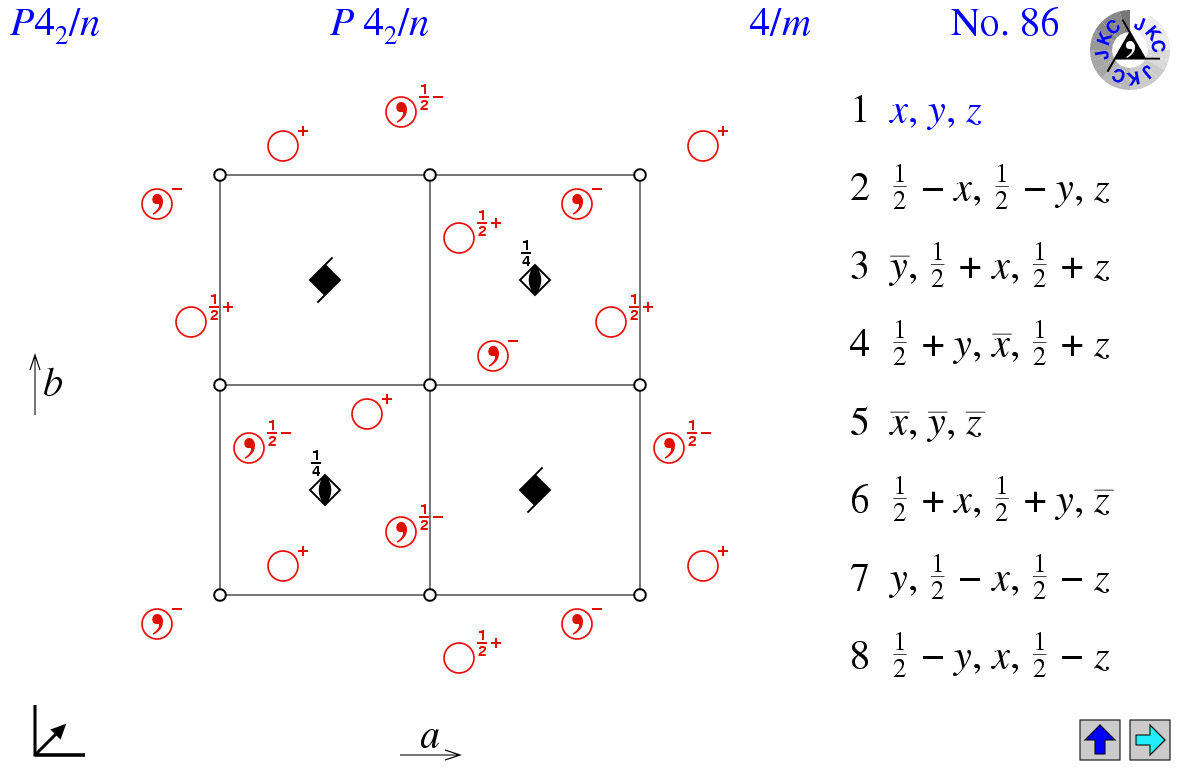 P4₂/n P 4₂/n 4/m No. 86
JKC JKC JKC
1 x, y, z
2 ½ − x, ½ − y, z
3 y̅, ½ + x, ½ + z
4 ½ + y, x̅, ½ + z
5 x̅, y̅, z̅
6 ½ + x, ½ + y, z̅
7 y, ½ − x, ½ − z
8 ½ − y, x, ½ − z
½−
+ +
− −
½+
¼
½+ ½+
−
b
+
½− ½−
¼
½−
+ +
− −
½+
a